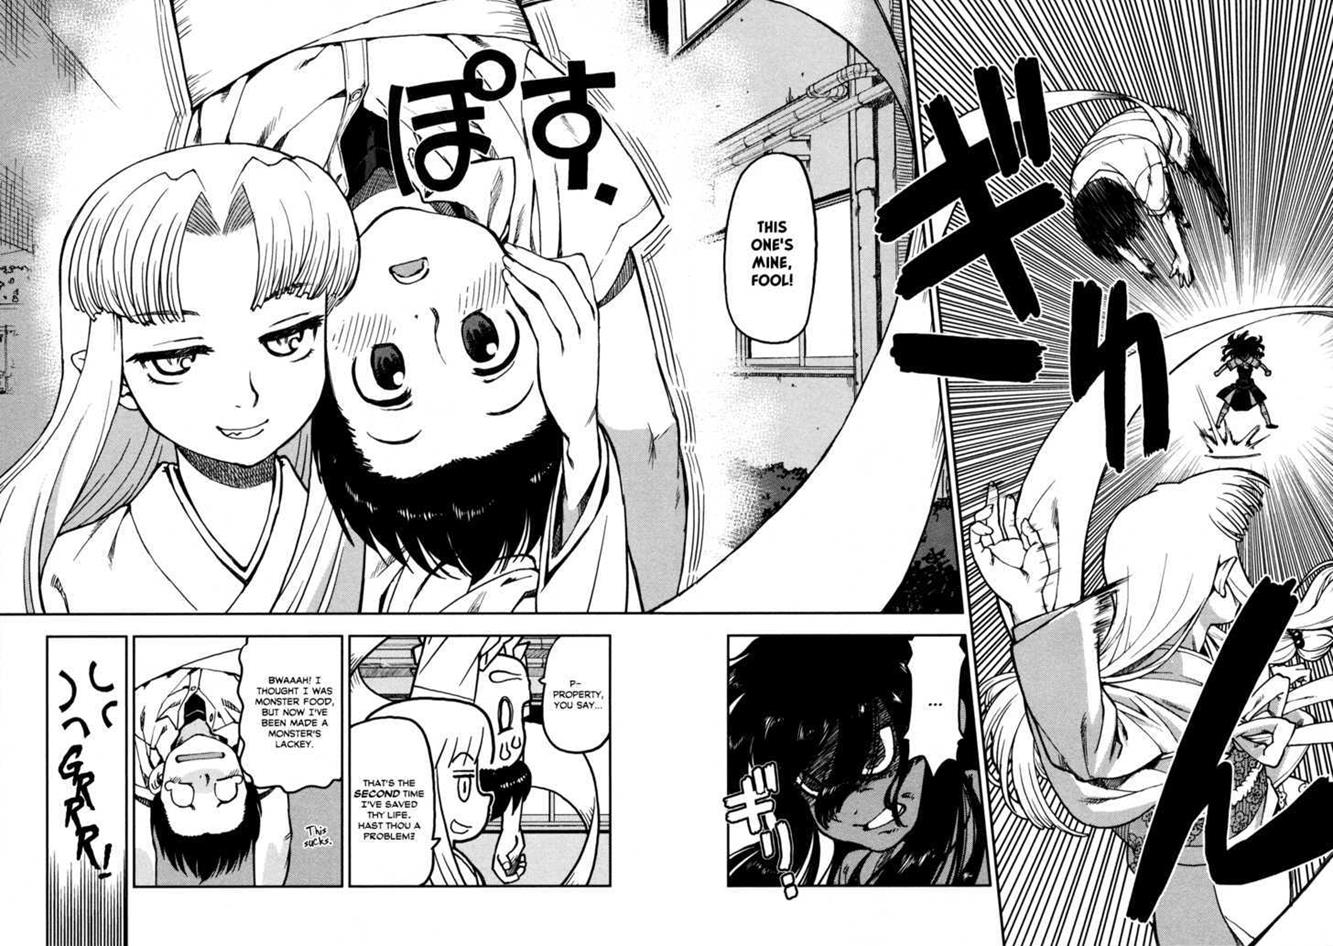 ギュン
THIS
ONE'S
MINE,
FOOL!
ぽす.
...
ギリ…
P-
PROPERTY,
YOU SAY...
THAT'S THE
SECOND TIME
I'VE SAVED
THY LIFE.
HAST THOU A
PROBLEM?
BWAAAH! I
THOUGHT I WAS
MONSTER FOOD,
BUT NOW I'VE
BEEN MADE A
MONSTER'S
LACKEY.
This
sucks.
GRRR!